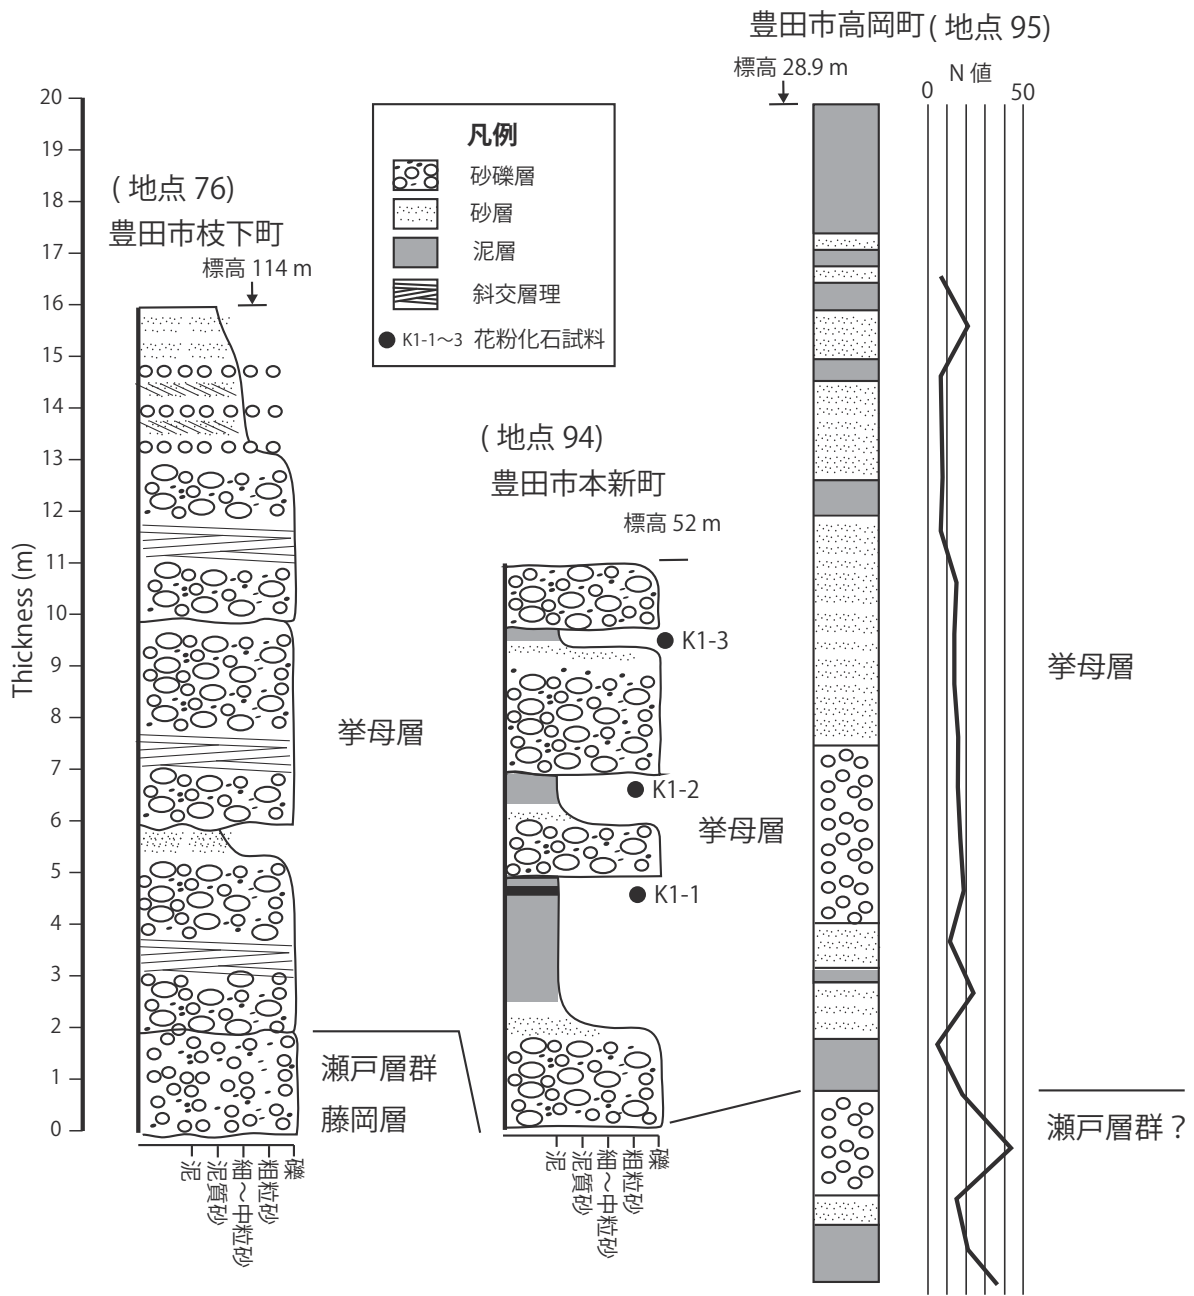 豊田市高岡町 ( 地点 95)
標高 28.9 m
N 値
0
50
20
19
18
17
16
15
14
13
12
11
10
9
8
7
6
5
4
3
2
1
0
Thickness (m)
( 地点 76)
豊田市枝下町
標高 114 m
凡例
砂礫層
砂層
泥層
斜交層理
K1-1～3 花粉化石試料
( 地点 94)
豊田市本新町
標高 52 m
K1-3
K1-2
K1-1
挙母層
挙母層
挙母層
瀬戸層群
藤岡層
瀬戸層群 ?
泥
泥質砂
細～中粒砂
粗粒砂
礫
泥
泥質砂
細～中粒砂
粗粒砂
礫